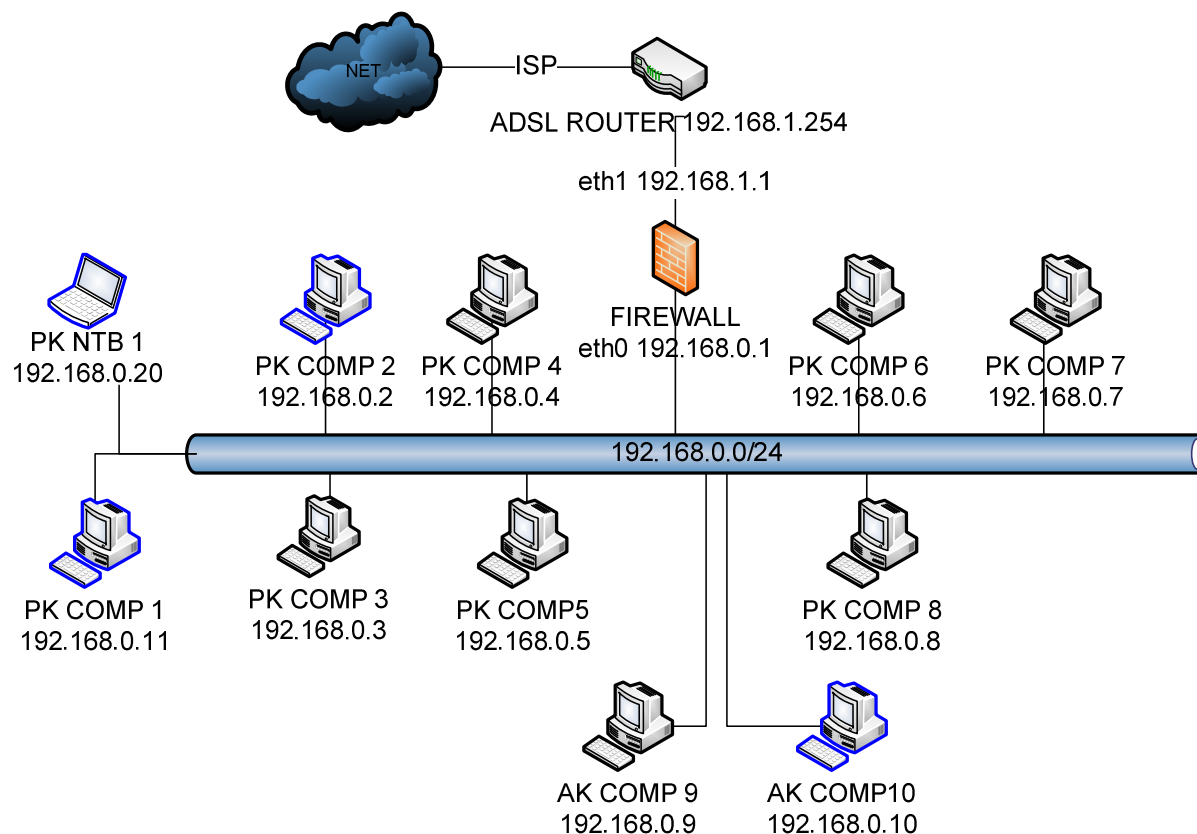 NET
ISP
ADSL ROUTER 192.168.1.254
eth1 192.168.1.1
FIREWALL
eth0 192.168.0.1
PK NTB 1
192.168.0.20
PK COMP 2
192.168.0.2
PK COMP 4
192.168.0.4
PK COMP 6
192.168.0.6
PK COMP 7
192.168.0.7
192.168.0.0/24
PK COMP 1
192.168.0.11
PK COMP 3
192.168.0.3
PK COMP5
192.168.0.5
PK COMP 8
192.168.0.8
AK COMP 9
192.168.0.9
AK COMP10
192.168.0.10